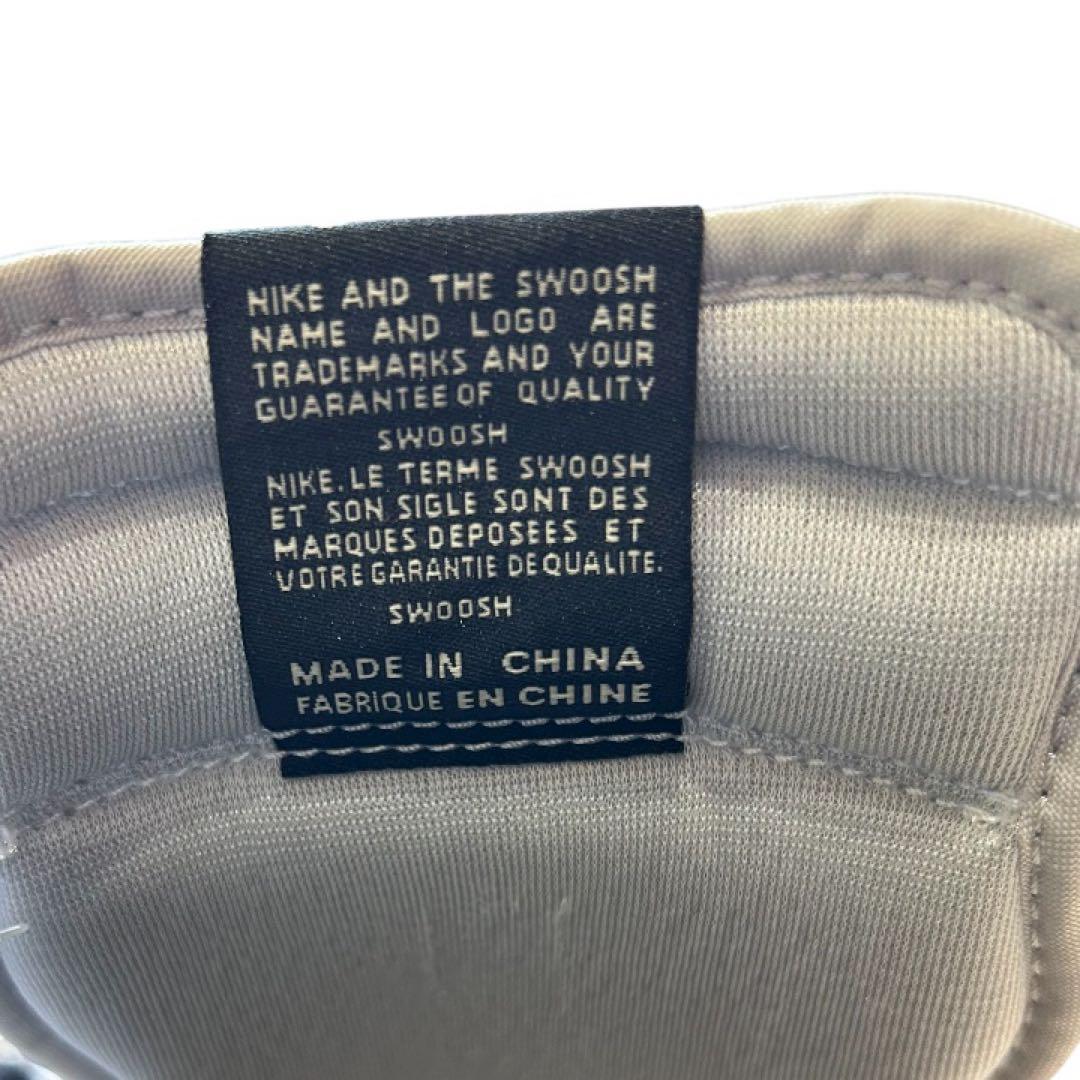 NIKE AND THE SWOOSH
NAME AND LOGO ARE
TRADEMARKS AND YOUR
GUARANTEE OF QUALITY
SWOOSH
NIKE. LE TERME SWOOSH
ET SON SIGLE SONT DES
MARQUES DEPOSEES ET
VOTRE GARANTIE DE QUALITE.
SWOOSH
MADE IN CHINA
FABRIQUE EN CHINE